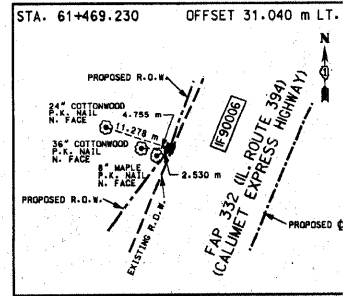 STA. 61+469.230 OFFSET 31.040 m LT.
N
PROPOSED R.O.W.
24" COTTONWOOD
P.K. NAIL
N. FACE
4.755 m
11.278 m
36" COTTONWOOD
P.K. NAIL
N. FACE
8" MAPLE
P.K. NAIL
N. FACE
2.530 m
IF90006
PROPOSED R.O.W.
EXISTING R.O.W.
FAP 332 (IL ROUTE 394)
(CALUMET EXPRESS HIGHWAY)
PROPOSED ℄